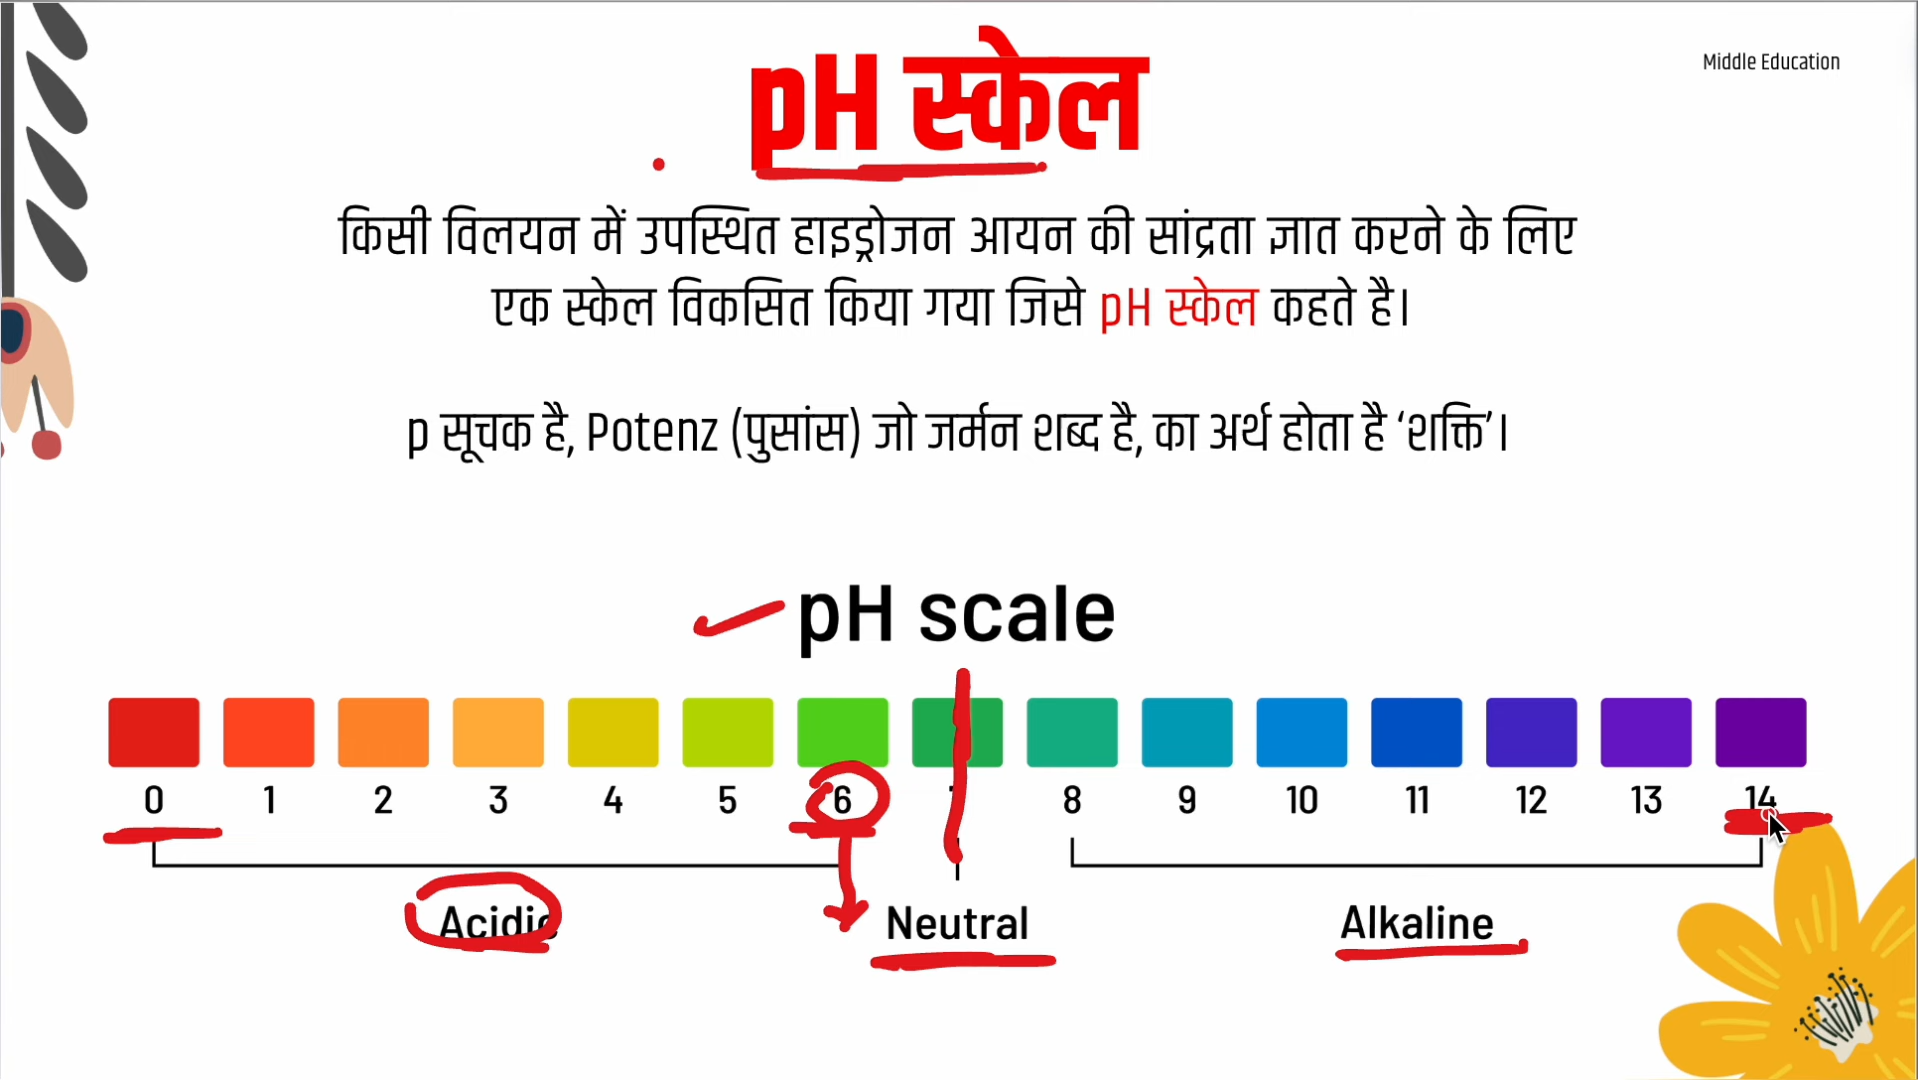 pH स्केल
Middle Education
किसी विलयन में उपस्थित हाइड्रोजन आयन की सांद्रता ज्ञात करने के लिए
एक स्केल विकसित किया गया जिसे pH स्केल कहते है।
p सूचक है, Potenz (पुसांस) जो जर्मन शब्द है, का अर्थ होता है ‘शक्ति’।
pH scale
0 1 2 3 4 5 6 8 9 10 11 12 13 14
Acidic Neutral Alkaline